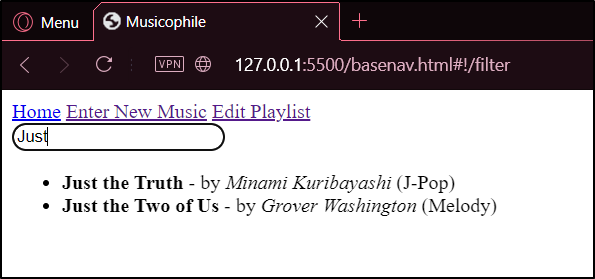 Menu Musicophile
VPN 127.0.0.1:5500/basenav.html#!/filter
Home Enter New Music Edit Playlist
Just
• Just the Truth - by Minami Kuribayashi (J-Pop)
• Just the Two of Us - by Grover Washington (Melody)